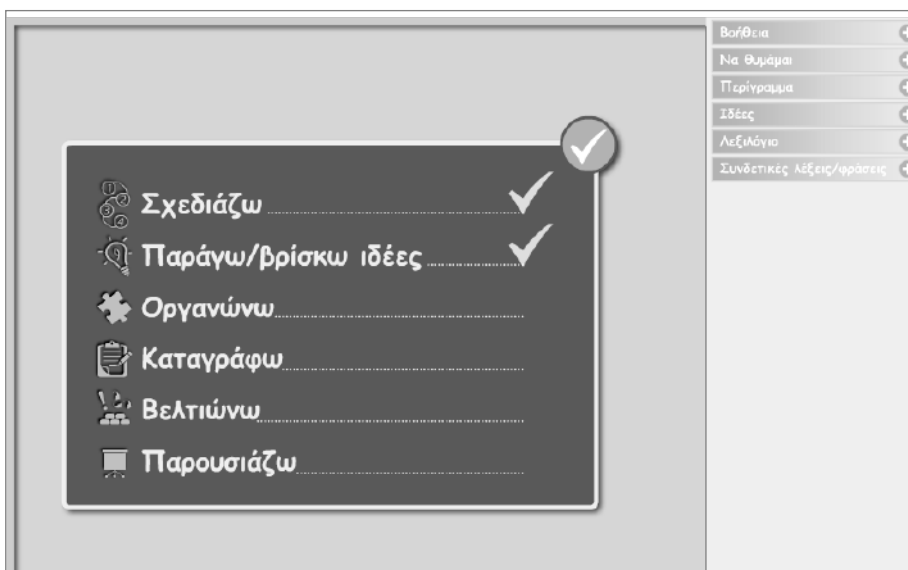 Βοήθεια
Να θυμάμαι
Περίγραμμα
Ιδέες
Λεξιλόγιο
Συνδετικές λέξεις/φράσεις
Σχεδιάζω
Παράγω/βρίσκω ιδέες
Οργανώνω
Καταγράφω
Βελτιώνω
Παρουσιάζω